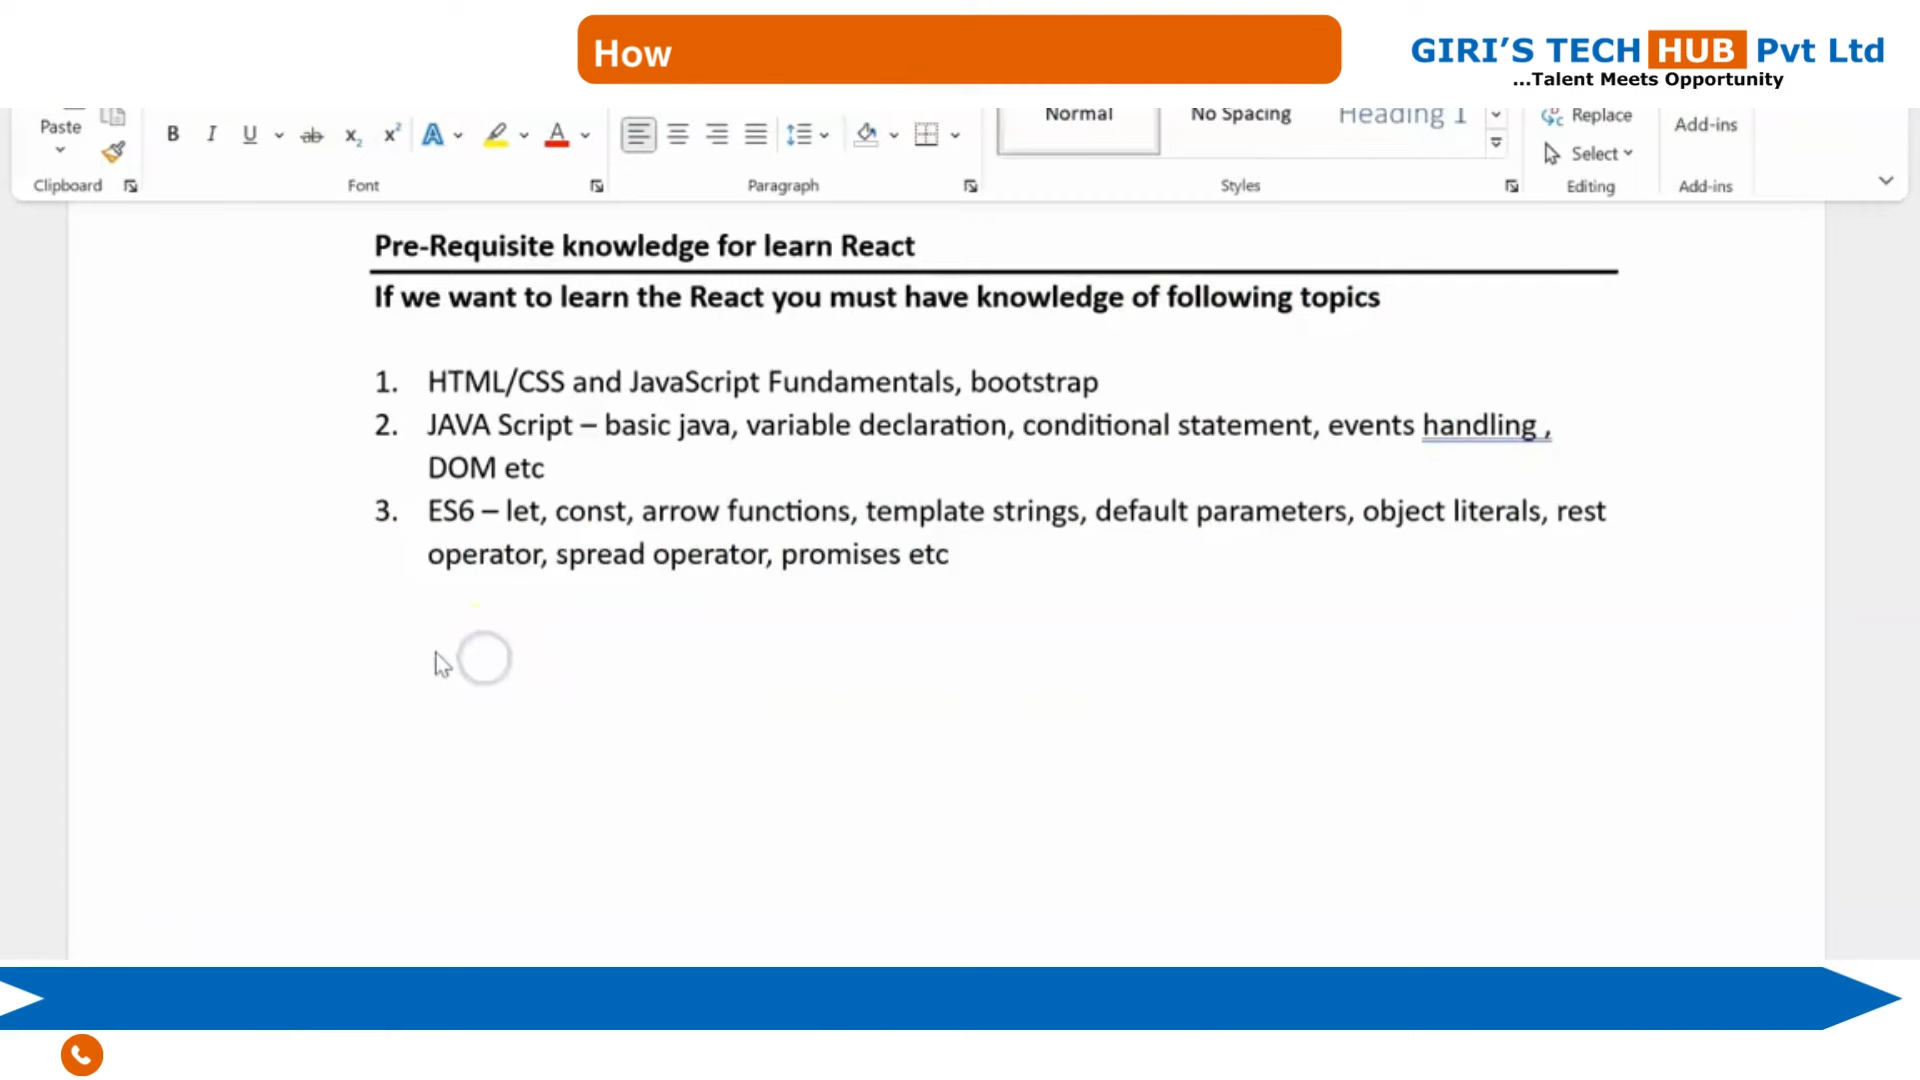 How
GIRI'S TECH HUB Pvt Ltd
...Talent Meets Opportunity
Paste
B I U ab x₂ x² A A
Normal
No Spacing
Heading 1
Replace
Select
Add-ins
Clipboard
Font
Paragraph
Styles
Editing
Add-ins
Pre-Requisite knowledge for learn React
If we want to learn the React you must have knowledge of following topics
1. HTML/CSS and JavaScript Fundamentals, bootstrap
2. JAVA Script – basic java, variable declaration, conditional statement, events handling ,
DOM etc
3. ES6 – let, const, arrow functions, template strings, default parameters, object literals, rest
operator, spread operator, promises etc